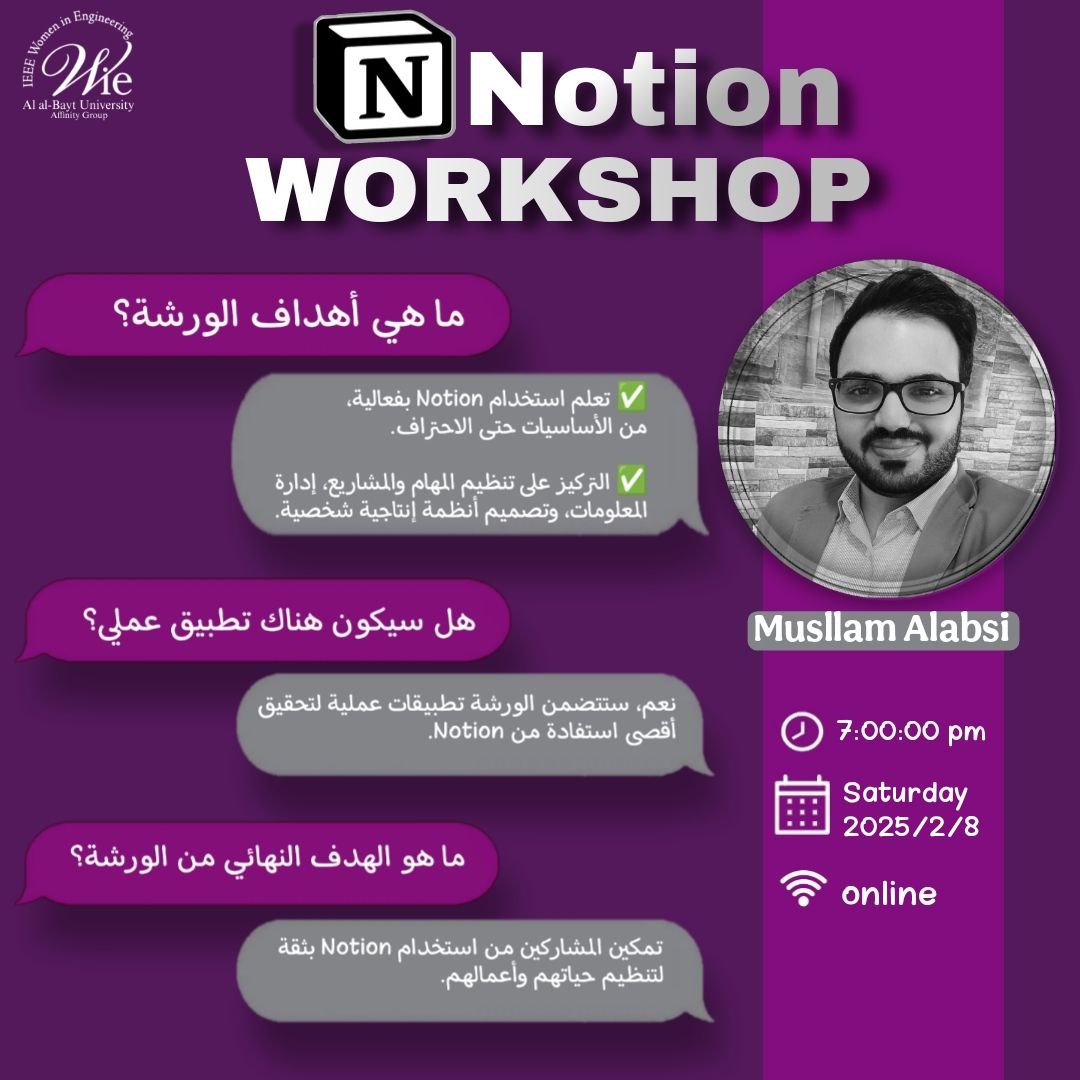 IEEE Women in Engineering
Wie
Al al-Bayt University
Affinity Group
N Notion
WORKSHOP
ما هي أهداف الورشة؟
✅ تعلم استخدام Notion بفعالية،
من الأساسيات حتى الاحتراف.
✅ التركيز على تنظيم المهام والمشاريع، إدارة
المعلومات، وتصميم أنظمة إنتاجية شخصية.
هل سيكون هناك تطبيق عملي؟
نعم، ستتضمن الورشة تطبيقات عملية لتحقيق
أقصى استفادة من Notion.
ما هو الهدف النهائي من الورشة؟
تمكين المشاركين من استخدام Notion بثقة
لتنظيم حياتهم وأعمالهم.
Musllam Alabsi
7:00:00 pm
Saturday
2025/2/8
online